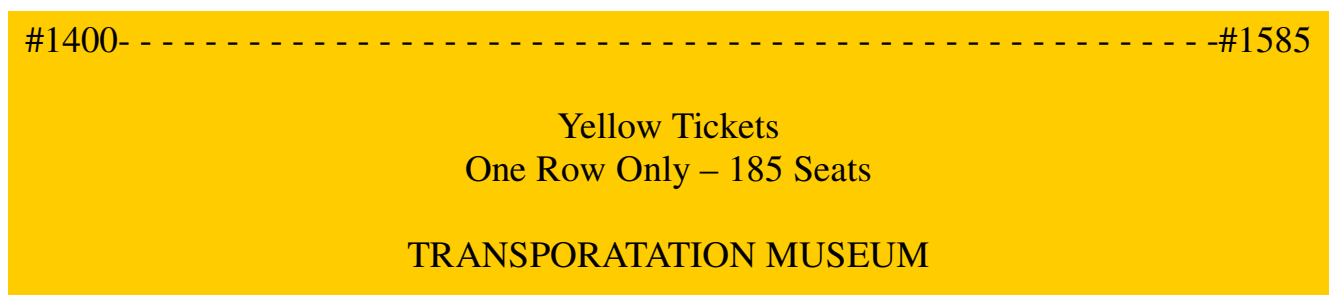 #1400- - - - - - - - - - - - - - - - - - - - - - - - - - - - - - - - - - - - - - - - - - - - - - - - - - -#1585
Yellow Tickets
One Row Only – 185 Seats
TRANSPORATATION MUSEUM